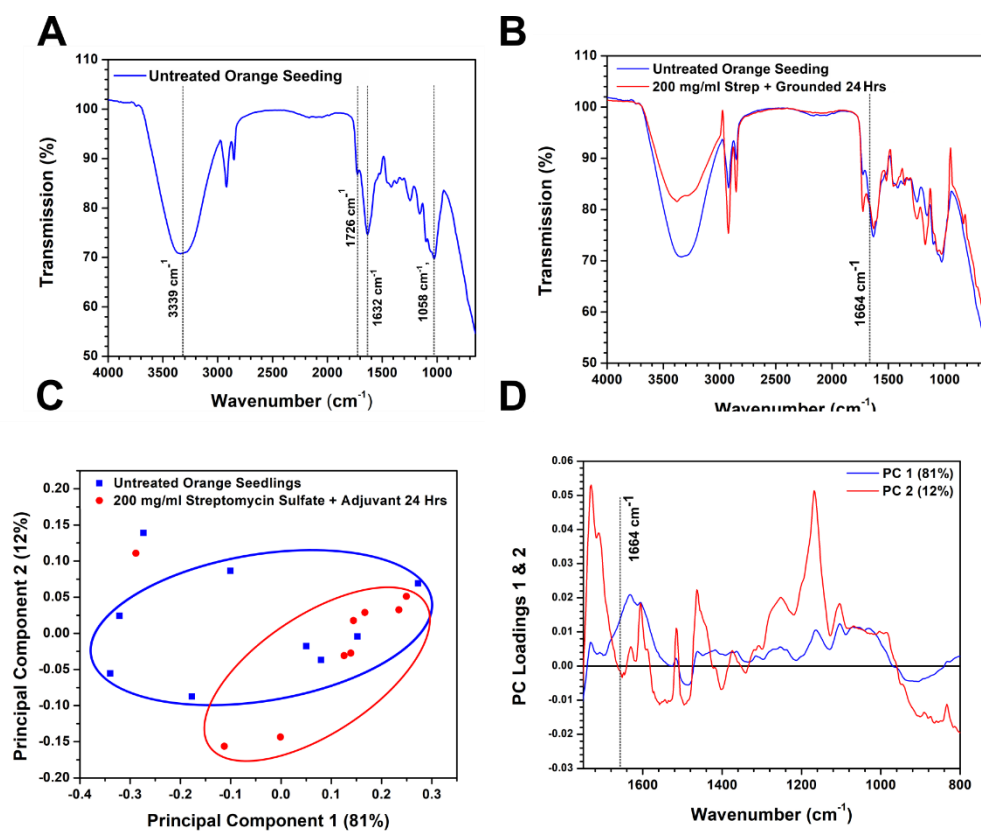 A
Untreated Orange Seeding
110
100
90
80
70
60
50
4000 3500 3000 2500 2000 1500 1000
Transmission (%)
Wavenumber (cm-1)
3339 cm-1
1726 cm-1
1632 cm-1
1058 cm-1,
B
Untreated Orange Seeding
200 mg/ml Strep + Grounded 24 Hrs
110
100
90
80
70
60
50
4000 3500 3000 2500 2000 1500 1000
Transmission (%)
Wavenumber (cm-1)
1664 cm-1
C
Untreated Orange Seedlings
200 mg/ml Streptomycin Sulfate + Adjuvant 24 Hrs
0.20
0.15
0.10
0.05
0.00
-0.05
-0.10
-0.15
-0.20
-0.4 -0.3 -0.2 -0.1 0.0 0.1 0.2 0.3 0.4
Principal Component 2 (12%)
Principal Component 1 (81%)
D
PC 1 (81%)
PC 2 (12%)
0.06
0.05
0.04
0.03
0.02
0.01
0.00
-0.01
-0.02
-0.03
1600 1400 1200 1000 800
PC Loadings 1 & 2
Wavenumber (cm-1)
1664 cm-1